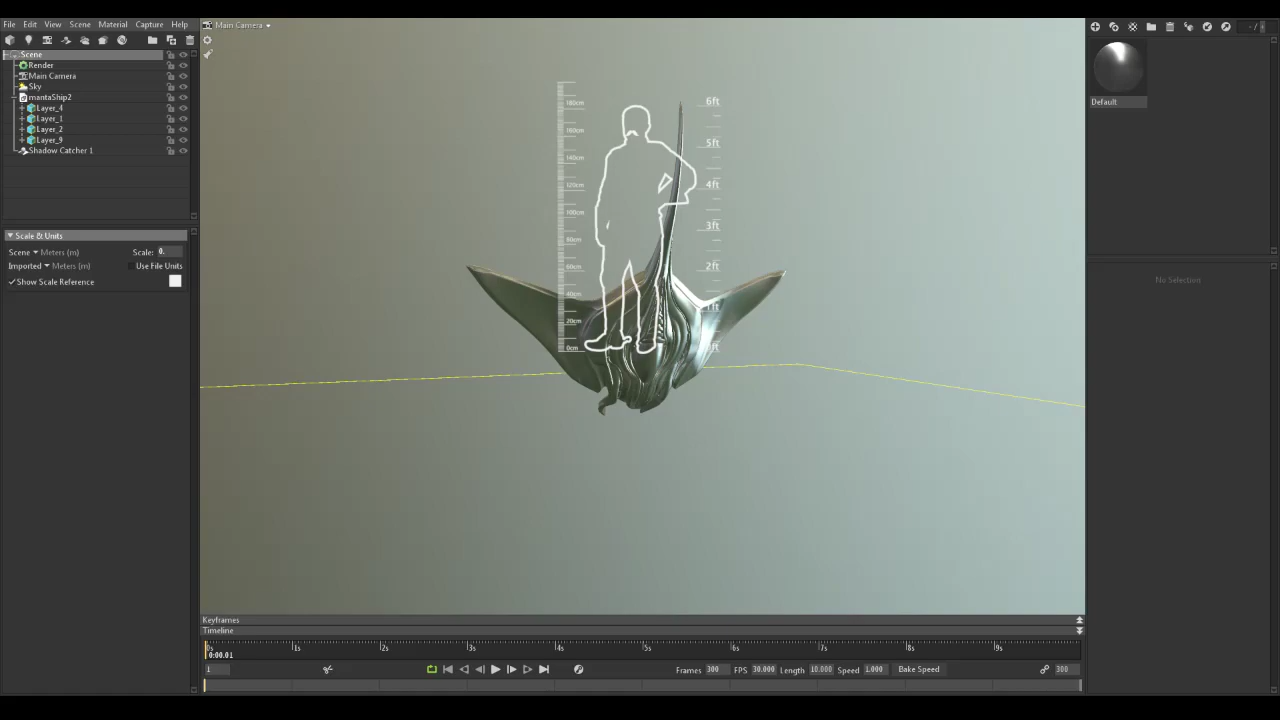 File Edit View Scene Material Capture Help
Main Camera
- /
Scene
Render
Main Camera
Sky
mantaShip2
Layer_4
Layer_1
Layer_2
Layer_9
Shadow Catcher 1
Default
180cm 6ft
160cm 5ft
140cm
120cm 4ft
100cm 3ft
80cm
60cm 2ft
40cm
20cm 1ft
0cm
Scale & Units
Scene Meters (m) Scale: 0.
Imported Meters (m) Use File Units
Show Scale Reference
No Selection
Keyframes
Timeline
0s 1s 2s 3s 4s 5s 6s 7s 8s 9s
0:00.01
1 Frames 300 FPS 30.000 Length 10.000 Speed 1.000 Bake Speed 300